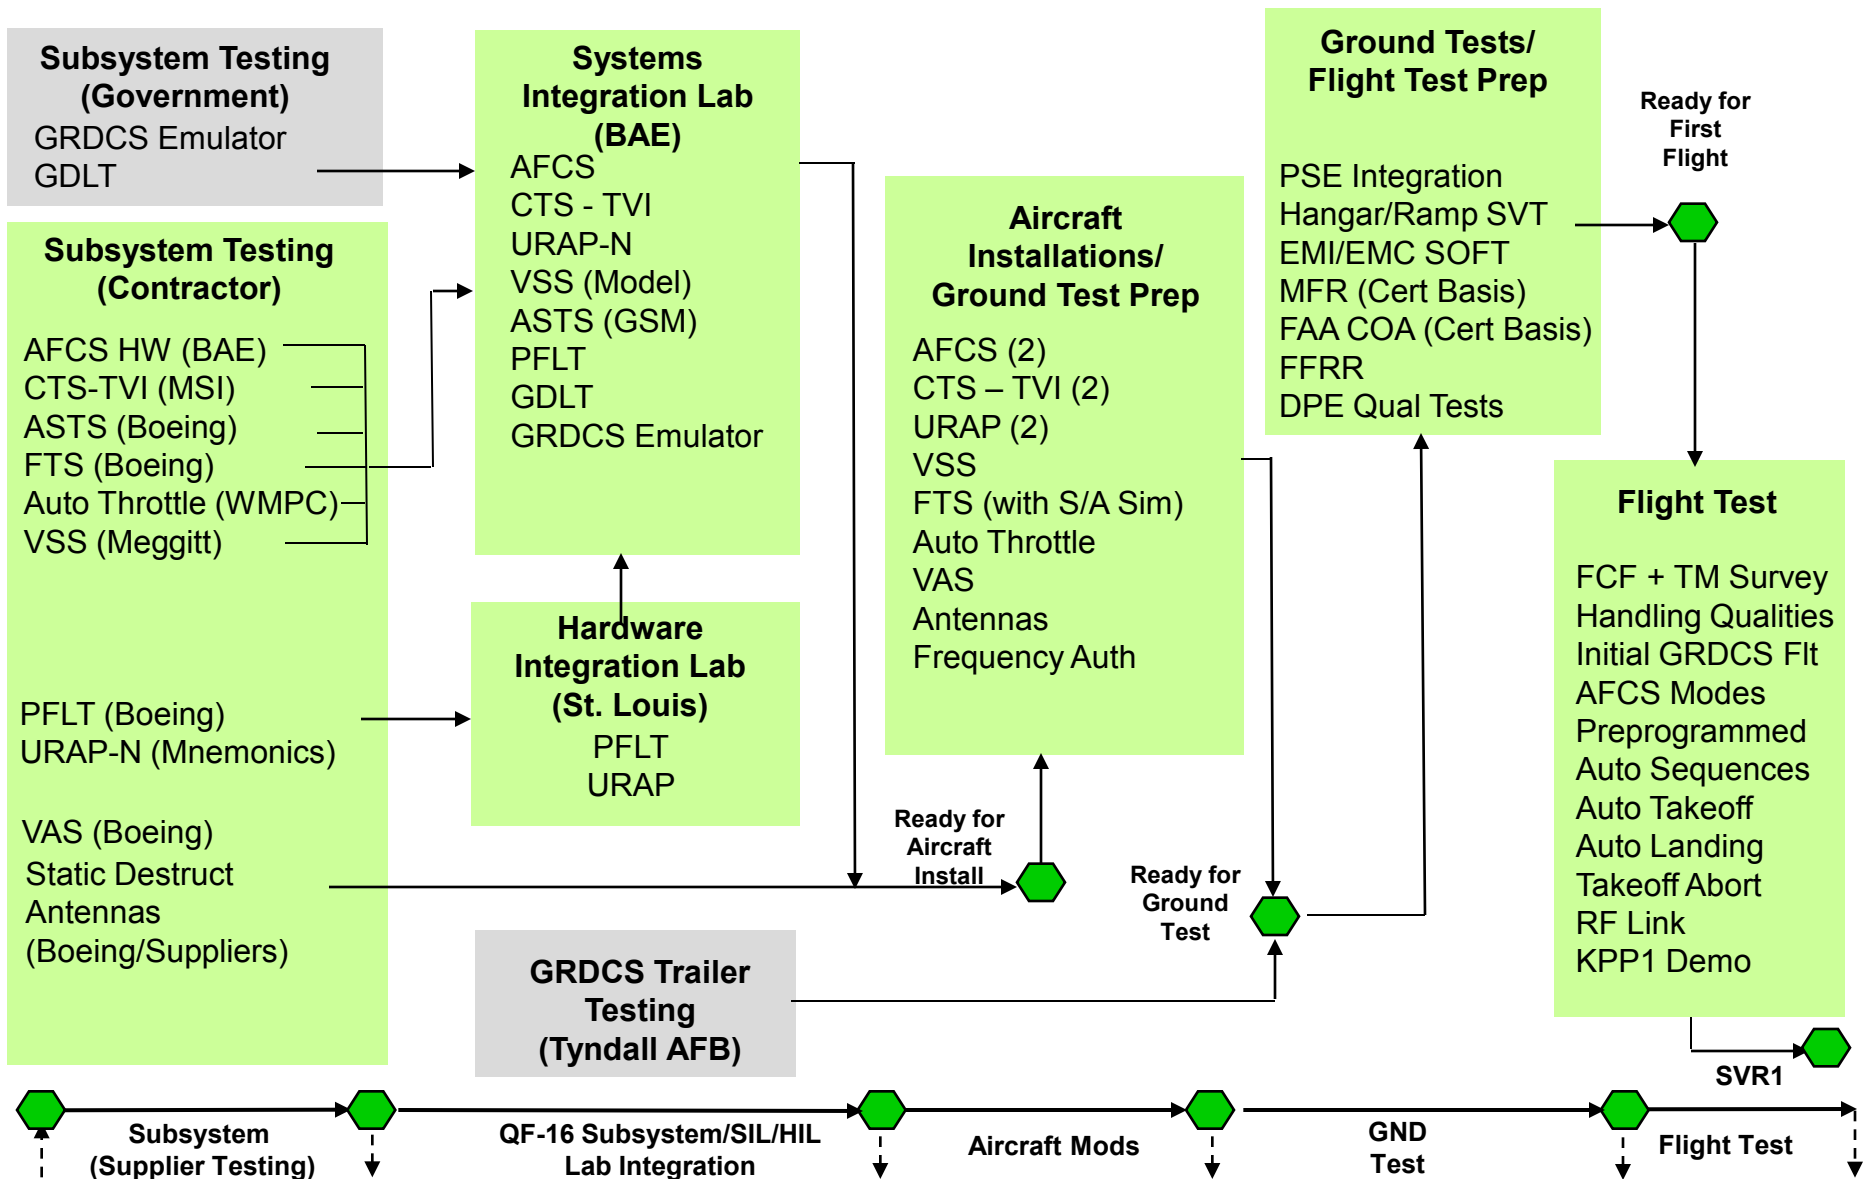 Subsystem Testing
(Government)
GRDCS Emulator
GDLT
Subsystem Testing
(Contractor)
AFCS HW (BAE)
CTS-TVI (MSI)
ASTS (Boeing)
FTS (Boeing)
Auto Throttle (WMPC)
VSS (Meggitt)
PFLT (Boeing)
URAP-N (Mnemonics)
VAS (Boeing)
Static Destruct
Antennas
(Boeing/Suppliers)
Systems
Integration Lab
(BAE)
AFCS
CTS - TVI
URAP-N
VSS (Model)
ASTS (GSM)
PFLT
GDLT
GRDCS Emulator
Hardware
Integration Lab
(St. Louis)
PFLT
URAP
GRDCS Trailer
Testing
(Tyndall AFB)
Ready for
Aircraft
Install
Aircraft
Installations/
Ground Test Prep
AFCS (2)
CTS – TVI (2)
URAP (2)
VSS
FTS (with S/A Sim)
Auto Throttle
VAS
Antennas
Frequency Auth
Ready for
Ground
Test
Ground Tests/
Flight Test Prep
PSE Integration
Hangar/Ramp SVT
EMI/EMC SOFT
MFR (Cert Basis)
FAA COA (Cert Basis)
FFRR
DPE Qual Tests
Ready for
First
Flight
Flight Test
FCF + TM Survey
Handling Qualities
Initial GRDCS Flt
AFCS Modes
Preprogrammed
Auto Sequences
Auto Takeoff
Auto Landing
Takeoff Abort
RF Link
KPP1 Demo
SVR1
Subsystem
(Supplier Testing)
QF-16 Subsystem/SIL/HIL
Lab Integration
Aircraft Mods
GND
Test
Flight Test